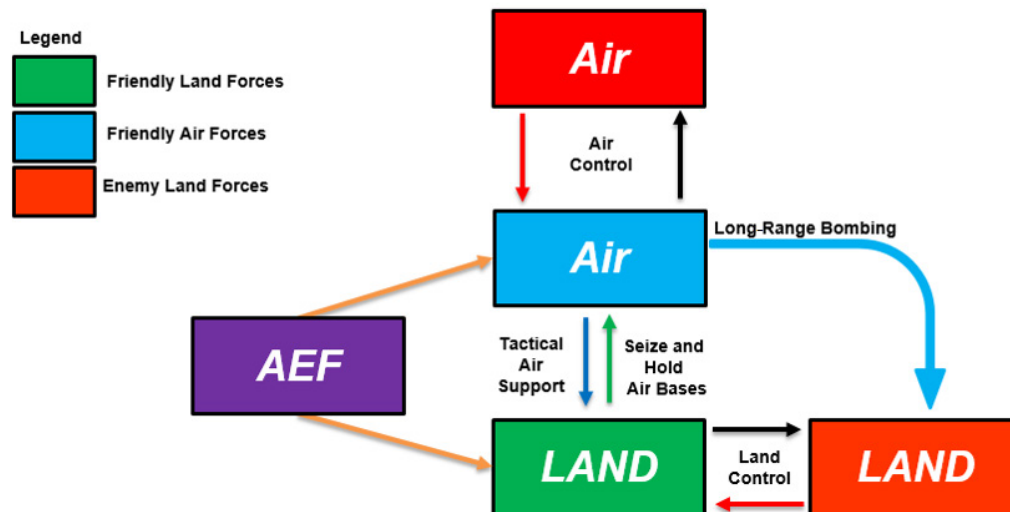 Legend
Friendly Land Forces
Friendly Air Forces
Enemy Land Forces
Air
Air
Control
Air
Long-Range Bombing
AEF
Tactical
Air
Support
Seize and
Hold
Air Bases
LAND
Land
Control
LAND